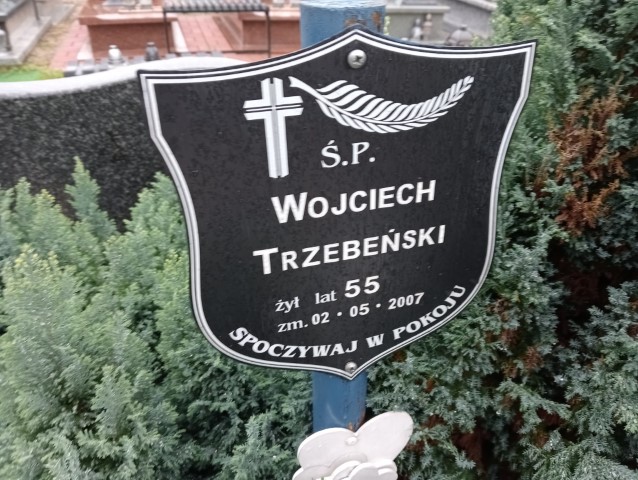 Ś.P.
WOJCIECH
TRZEBEŃSKI
żył lat 55
zm. 02 • 05 • 2007
SPOCZYWAJ W POKOJU